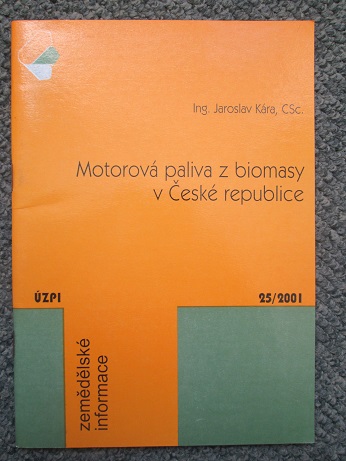 Ing. Jaroslav Kára, CSc.
Motorová paliva z biomasy
v České republice
ÚZPI
25/2001
zemědělské
informace